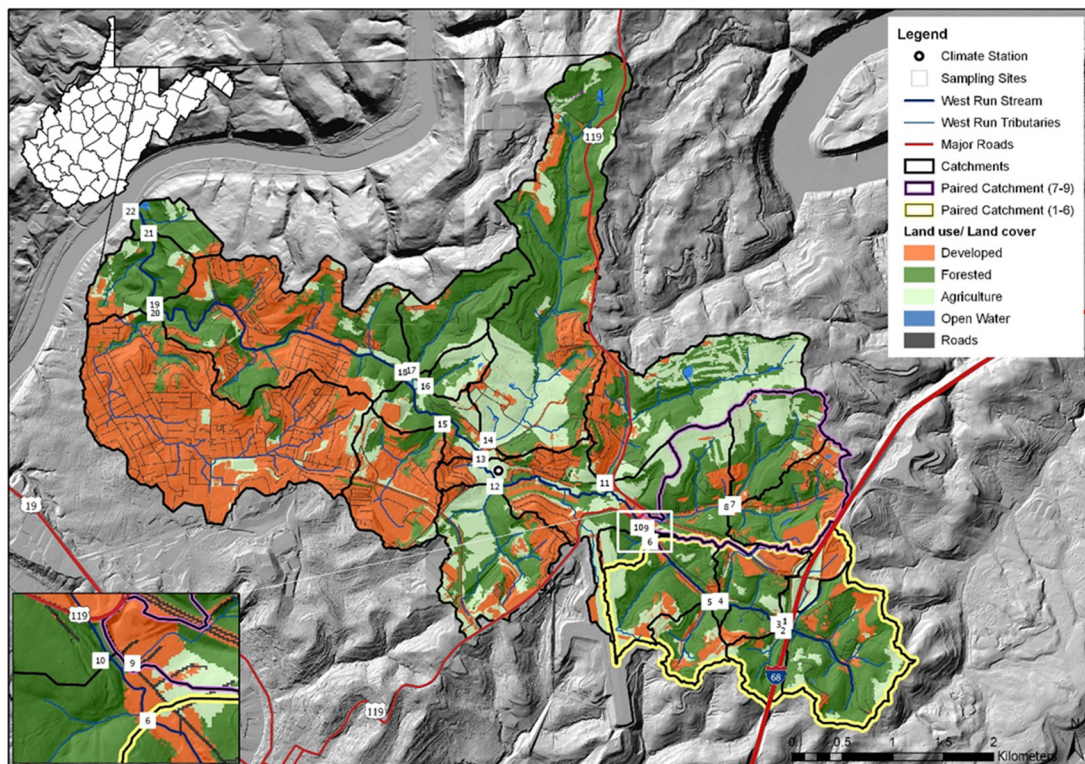 Legend
Climate Station
Sampling Sites
West Run Stream
West Run Tributaries
Major Roads
Catchments
Paired Catchment (7-9)
Paired Catchment (1-6)
Land use/ Land cover
Developed
Forested
Agriculture
Open Water
Roads
119
22
21
19
20
18 17
16
15
14
13
12
11
8 7
10 9
6
5 4
3 1
2
19
68
119
119
10
9
6
N
0 0.5 1 2
Kilometers